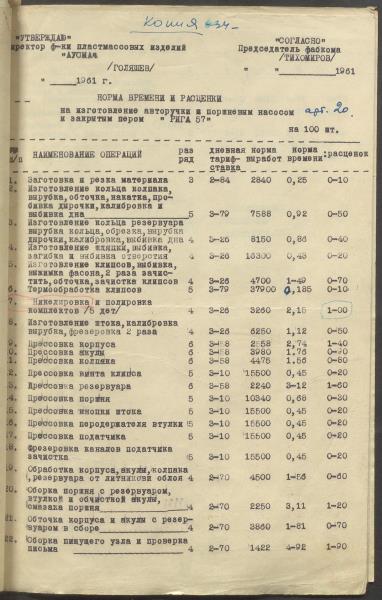 Копия
"УТВЕРЖДАЮ" "СОГЛАСНО"
директор ф-ки пластмассовых изделий Председатель фабкома
"АУСМА"
/ГОЛЯШЕВ/ /ТИХОМИРОВ/
" " 1961 г. " " 1961
НОРМА ВРЕМЕНИ И РАСЦЕНКИ
на изготовление авторучки и поршневым насосом арт. 20
и закрытым пером " РИГА 57"
на 100 шт.
НАИМЕНОВАНИЕ ОПЕРАЦИЙ раз дневная норма норма расценок
п ряд тариф- выработ времени:
ставка
1. Заготовка и резка материала 3 2-84 2840 0,25 0-10
2. Изготовление кольца колпака,
вырубка, обточка, накатка, про-
бивка дырочки, калибровка и
выбивка дна 5 3-79 7588 0,92 0-50
3. Изготовление кольца резервуара
вырубка кольца, обрезка, вырубка
дырочки, калибровка, выбивка дна 4 3-26 8150 0,86 0-40
4. Изготовление шляпки, выбивка,
загибка и выбивка отверстия 4 3-26 16300 0,43 0-20
5. Изготовление клипсов, выбивка,
выжимка фасона, 2 раза зачис-
тить, обточка, зачистка клипсов 4 3-26 4700 1-49 0-70
6. Термообработка клипсов 5 3-79 37900 0,185 0-10
7. Никелировка и полировка
комплектов /5 дет/ 4 3-26 3260 2,15 1-00
8. Изготовление штока, калибровка
вырубка, фрезеровка 2 раза 4 3-26 6250 1,12 0-50
9. Прессовка корпуса 6 3-58 2558 2,74 1-40
10. Прессовка акулы 6 3-58 3980 1.76 0-90
11. Прессовка колпака 6 3-58 4475 1.56 0-80
12. Прессовка винта клипса 5 3-10 15500 0,45 0-20
13. Прессовка резервуара 6 3-58 2240 3-12 1-60
14. Прессовка поршня 5 3-10 10340 0,68 0-30
15. Прессовка кнопки штока 5 3-10 15500 0,45 0-20
16. Прессовка перодержателя втулки 5 3-10 15500 0,45 0-20
17. Прессовка податчика 5 3-10 15500 0,45 0-20
18. Фрезеровка каналов податчика
зачистка 5 3-10 15500 0,45 0-20
19. Обработка корпуса, акулы, колпака
, резервуара от литникови облоя 4 2-70 4500 1-56 0-60
20. Сборка поршня с резервуаром,
втулкой и обчисткой акулы,
смазака поршня 4 2-70 2250 3,11 1-20
21. Обточка корпуса и акулы с резер-
вуаром в сборе 4 2-70 3860 1-81 0-70
22. Сборка пишущего узла и проверка
письма 4 2-70 1422 4-92 1-90